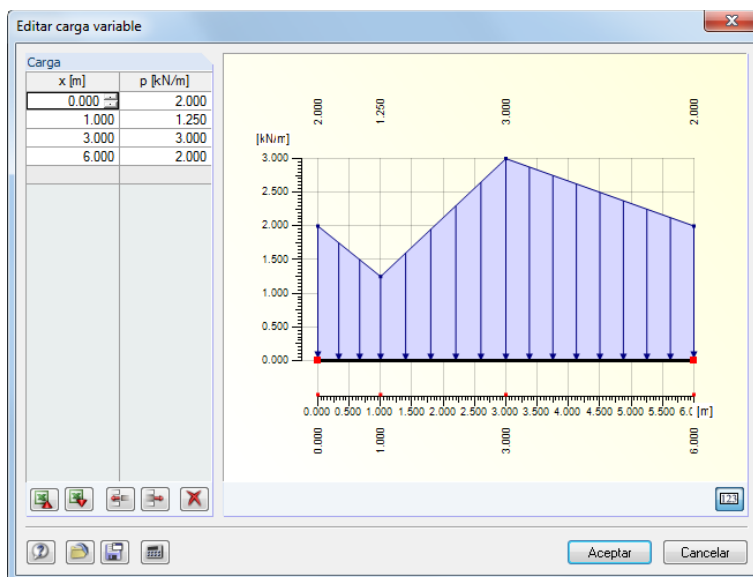 Editar carga variable
Carga
x [m] p [kN/m]
0.000 2.000
1.000 1.250
3.000 3.000
6.000 2.000
2.000 1.250 3.000 2.000
[kN/m]
3.000
2.500
2.000
1.500
1.000
0.500
0.000
0.000 0.500 1.000 1.500 2.000 2.500 3.000 3.500 4.000 4.500 5.000 5.500 6.0 [m]
0.000 1.000 3.000 6.000
123
Aceptar Cancelar